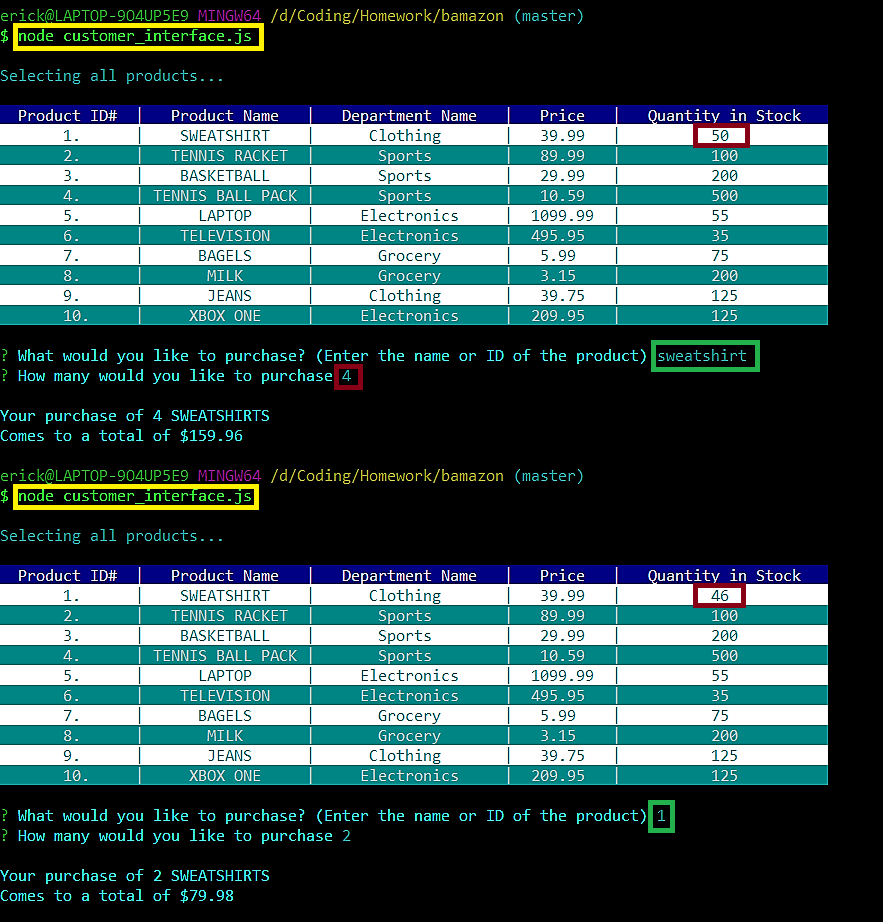 erick@LAPTOP-9O4UP5E9 MINGW64 /d/Coding/Homework/bamazon (master)
$ node customer_interface.js
Selecting all products...
Product ID# | Product Name | Department Name | Price | Quantity in Stock
1. | SWEATSHIRT | Clothing | 39.99 | 50
2. | TENNIS RACKET | Sports | 89.99 | 100
3. | BASKETBALL | Sports | 29.99 | 200
4. | TENNIS BALL PACK | Sports | 10.59 | 500
5. | LAPTOP | Electronics | 1099.99 | 55
6. | TELEVISION | Electronics | 495.95 | 35
7. | BAGELS | Grocery | 5.99 | 75
8. | MILK | Grocery | 3.15 | 200
9. | JEANS | Clothing | 39.75 | 125
10. | XBOX ONE | Electronics | 209.95 | 125
? What would you like to purchase? (Enter the name or ID of the product) sweatshirt
? How many would you like to purchase 4
Your purchase of 4 SWEATSHIRTS
Comes to a total of $159.96
erick@LAPTOP-9O4UP5E9 MINGW64 /d/Coding/Homework/bamazon (master)
$ node customer_interface.js
Selecting all products...
Product ID# | Product Name | Department Name | Price | Quantity in Stock
1. | SWEATSHIRT | Clothing | 39.99 | 46
2. | TENNIS RACKET | Sports | 89.99 | 100
3. | BASKETBALL | Sports | 29.99 | 200
4. | TENNIS BALL PACK | Sports | 10.59 | 500
5. | LAPTOP | Electronics | 1099.99 | 55
6. | TELEVISION | Electronics | 495.95 | 35
7. | BAGELS | Grocery | 5.99 | 75
8. | MILK | Grocery | 3.15 | 200
9. | JEANS | Clothing | 39.75 | 125
10. | XBOX ONE | Electronics | 209.95 | 125
? What would you like to purchase? (Enter the name or ID of the product) 1
? How many would you like to purchase 2
Your purchase of 2 SWEATSHIRTS
Comes to a total of $79.98